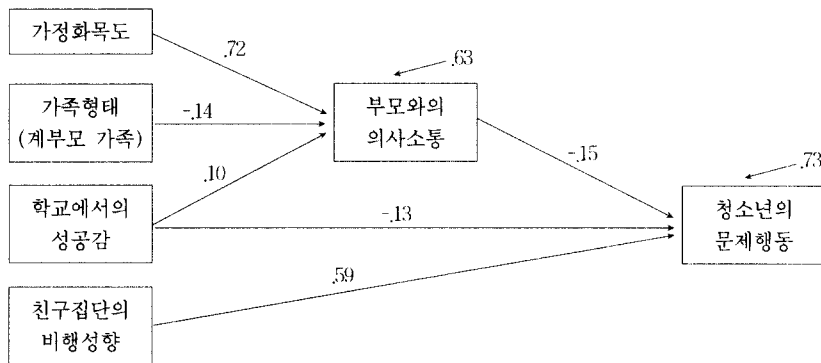 가정화목도
.72
.63
가족형태
(계부모 가족)
-.14
부모와의
의사소통
.10
-.15
.73
학교에서의
성공감
-.13
청소년의
문제행동
.59
친구집단의
비행성향